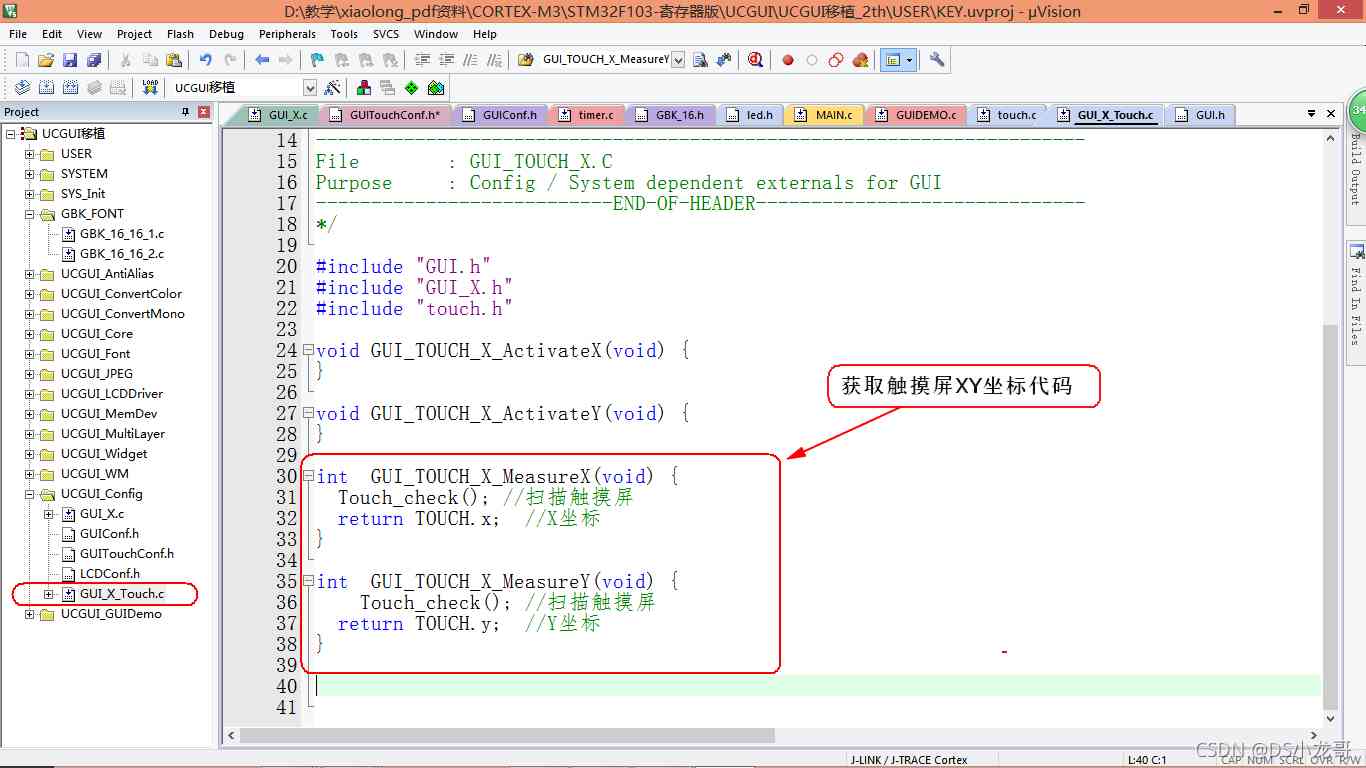 D:\教学\xiaolong_pdf资料\CORTEX-M3\STM32F103-寄存器版\UCGUI\UCGUI移植_2th\USER\KEY.uvproj - µVision
File Edit View Project Flash Debug Peripherals Tools SVCS Window Help
GUI_TOUCH_X_MeasureY
LOAD UCGUI移植
Project
UCGUI移植
USER
SYSTEM
SYS_Init
GBK_FONT
GBK_16_16_1.c
GBK_16_16_2.c
UCGUI_AntiAlias
UCGUI_ConvertColor
UCGUI_ConvertMono
UCGUI_Core
UCGUI_Font
UCGUI_JPEG
UCGUI_LCDDriver
UCGUI_MemDev
UCGUI_MultiLayer
UCGUI_Widget
UCGUI_WM
UCGUI_Config
GUI_X.c
GUIConf.h
GUITouchConf.h
LCDConf.h
GUI_X_Touch.c
UCGUI_GUIDemo
GUI_X.c GUITouchConf.h* GUIConf.h timer.c GBK_16.h led.h MAIN.c GUIDEMO.c touch.c GUI_X_Touch.c GUI.h
14 ----------------------------------------------------------------------
15 File        : GUI_TOUCH_X.C
16 Purpose     : Config / System dependent externals for GUI
17 ---------------------------END-OF-HEADER------------------------------
18 */
19
20 #include "GUI.h"
21 #include "GUI_X.h"
22 #include "touch.h"
23
24 void GUI_TOUCH_X_ActivateX(void) {
25 }
26
27 void GUI_TOUCH_X_ActivateY(void) {
28 }
29
30 int  GUI_TOUCH_X_MeasureX(void) {
31   Touch_check(); //扫描触摸屏
32   return TOUCH.x;  //X坐标
33 }
34
35 int  GUI_TOUCH_X_MeasureY(void) {
36     Touch_check(); //扫描触摸屏
37   return TOUCH.y;  //Y坐标
38 }
39
40
41
获取触摸屏XY坐标代码
34
Build Output
Find In Files
J-LINK / J-TRACE Cortex L:40 C:1 CAP NUM SCRL OVR R/W
CSDN @DS小龙哥